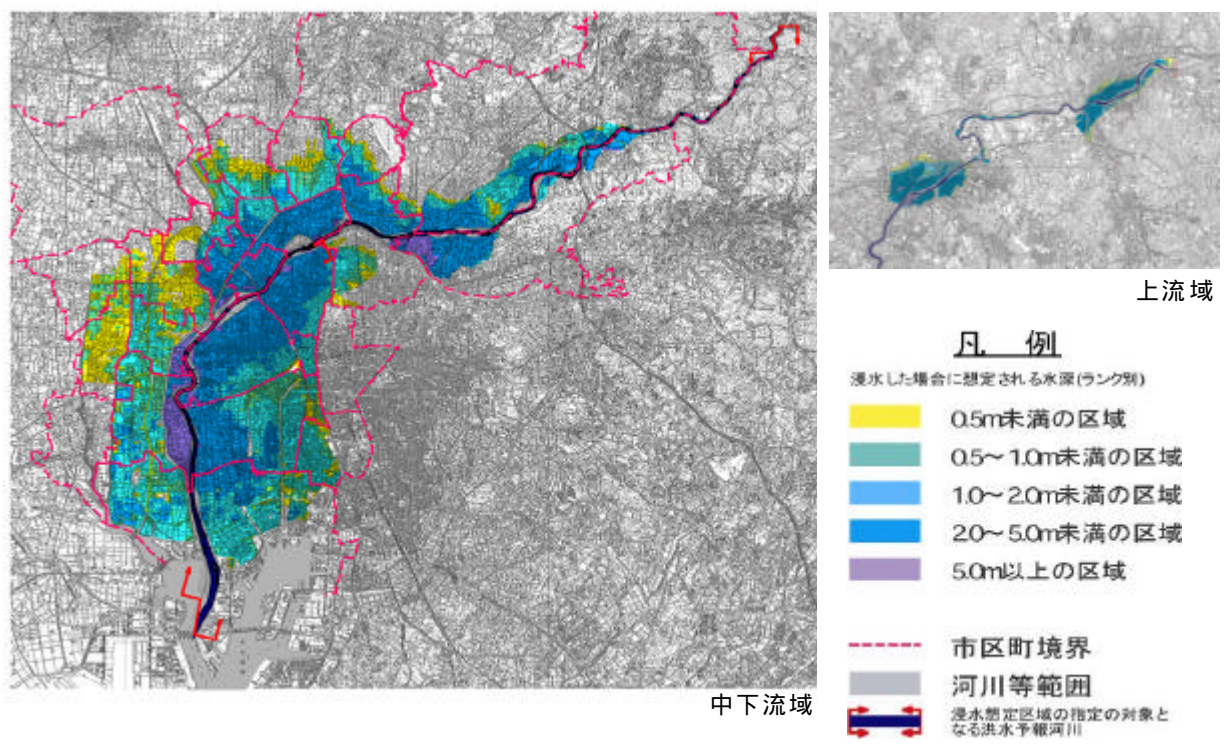 上流域
凡 例
浸水した場合に想定される水深(ランク別)
0.5m未満の区域
0.5～1.0m未満の区域
1.0～2.0m未満の区域
2.0～5.0m未満の区域
5.0m以上の区域
市区町境界
河川等範囲
浸水想定区域の指定の対象と
なる洪水予報河川
中下流域